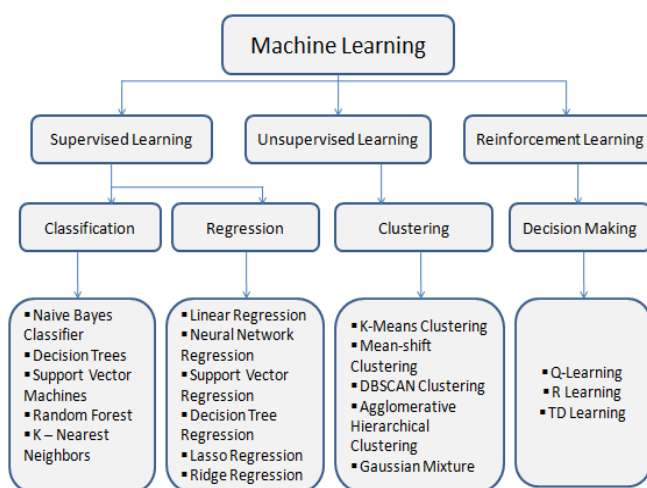 Machine Learning
Supervised Learning
Unsupervised Learning
Reinforcement Learning
Classification
Regression
Clustering
Decision Making
▪ Naive Bayes
Classifier
▪ Decision Trees
▪ Support Vector
Machines
▪ Random Forest
▪ K – Nearest
Neighbors
▪ Linear Regression
▪ Neural Network
Regression
▪ Support Vector
Regression
▪ Decision Tree
Regression
▪ Lasso Regression
▪ Ridge Regression
▪ K-Means Clustering
▪ Mean-shift
Clustering
▪ DBSCAN Clustering
▪ Agglomerative
Hierarchical
Clustering
▪ Gaussian Mixture
▪ Q-Learning
▪ R Learning
▪ TD Learning